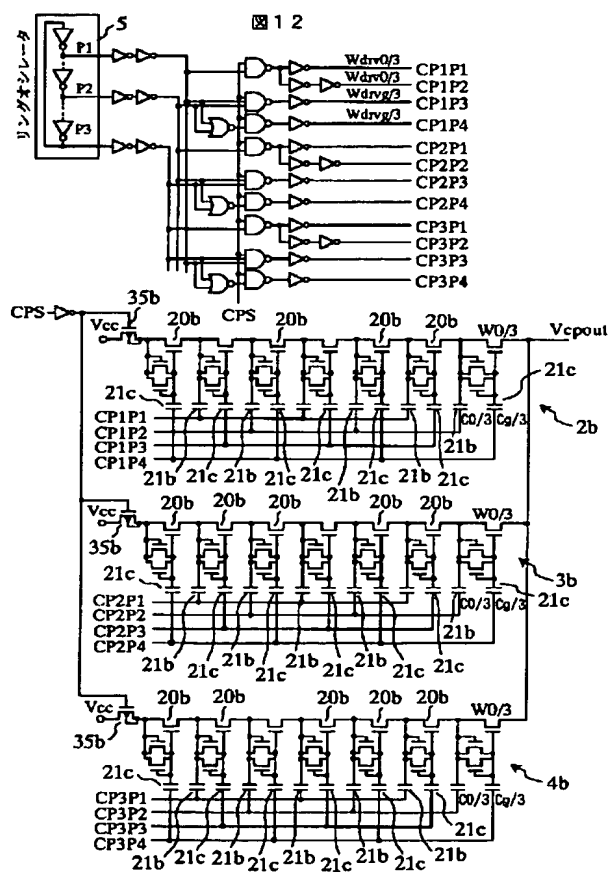 図12
5
リングオシレータ
P1
P2
P3
Wdrv0/3
CP1P1
Wdrv0/3
CP1P2
Wdrvg/3
CP1P3
Wdrvg/3
CP1P4
CP2P1
CP2P2
CP2P3
CP2P4
CP3P1
CP3P2
CP3P3
CP3P4
CPS
CPS
35b
Vcc
20b 20b 20b 20b
W0/3
Vcpout
21c
21c
CP1P1
CP1P2
CP1P3
CP1P4
C0/3 Cg/3
21b 21c 21b 21c 21b 21c 21b 21c
21b
2b
Vcc
35b
20b 20b 20b 20b
W0/3
3b
21c
21c
CP2P1
CP2P2
CP2P3
CP2P4
C0/3 Cg/3
21b
21b 21c 21b 21c 21b 21c 21b 21c 21c
Vcc
35b
20b 20b 20b 20b
W0/3
4b
21c
CP3P1
CP3P2
CP3P3
CP3P4
C0/3 Cg/3
21c
21b 21c 21b 21c 21b 21c 21b 21c 21b